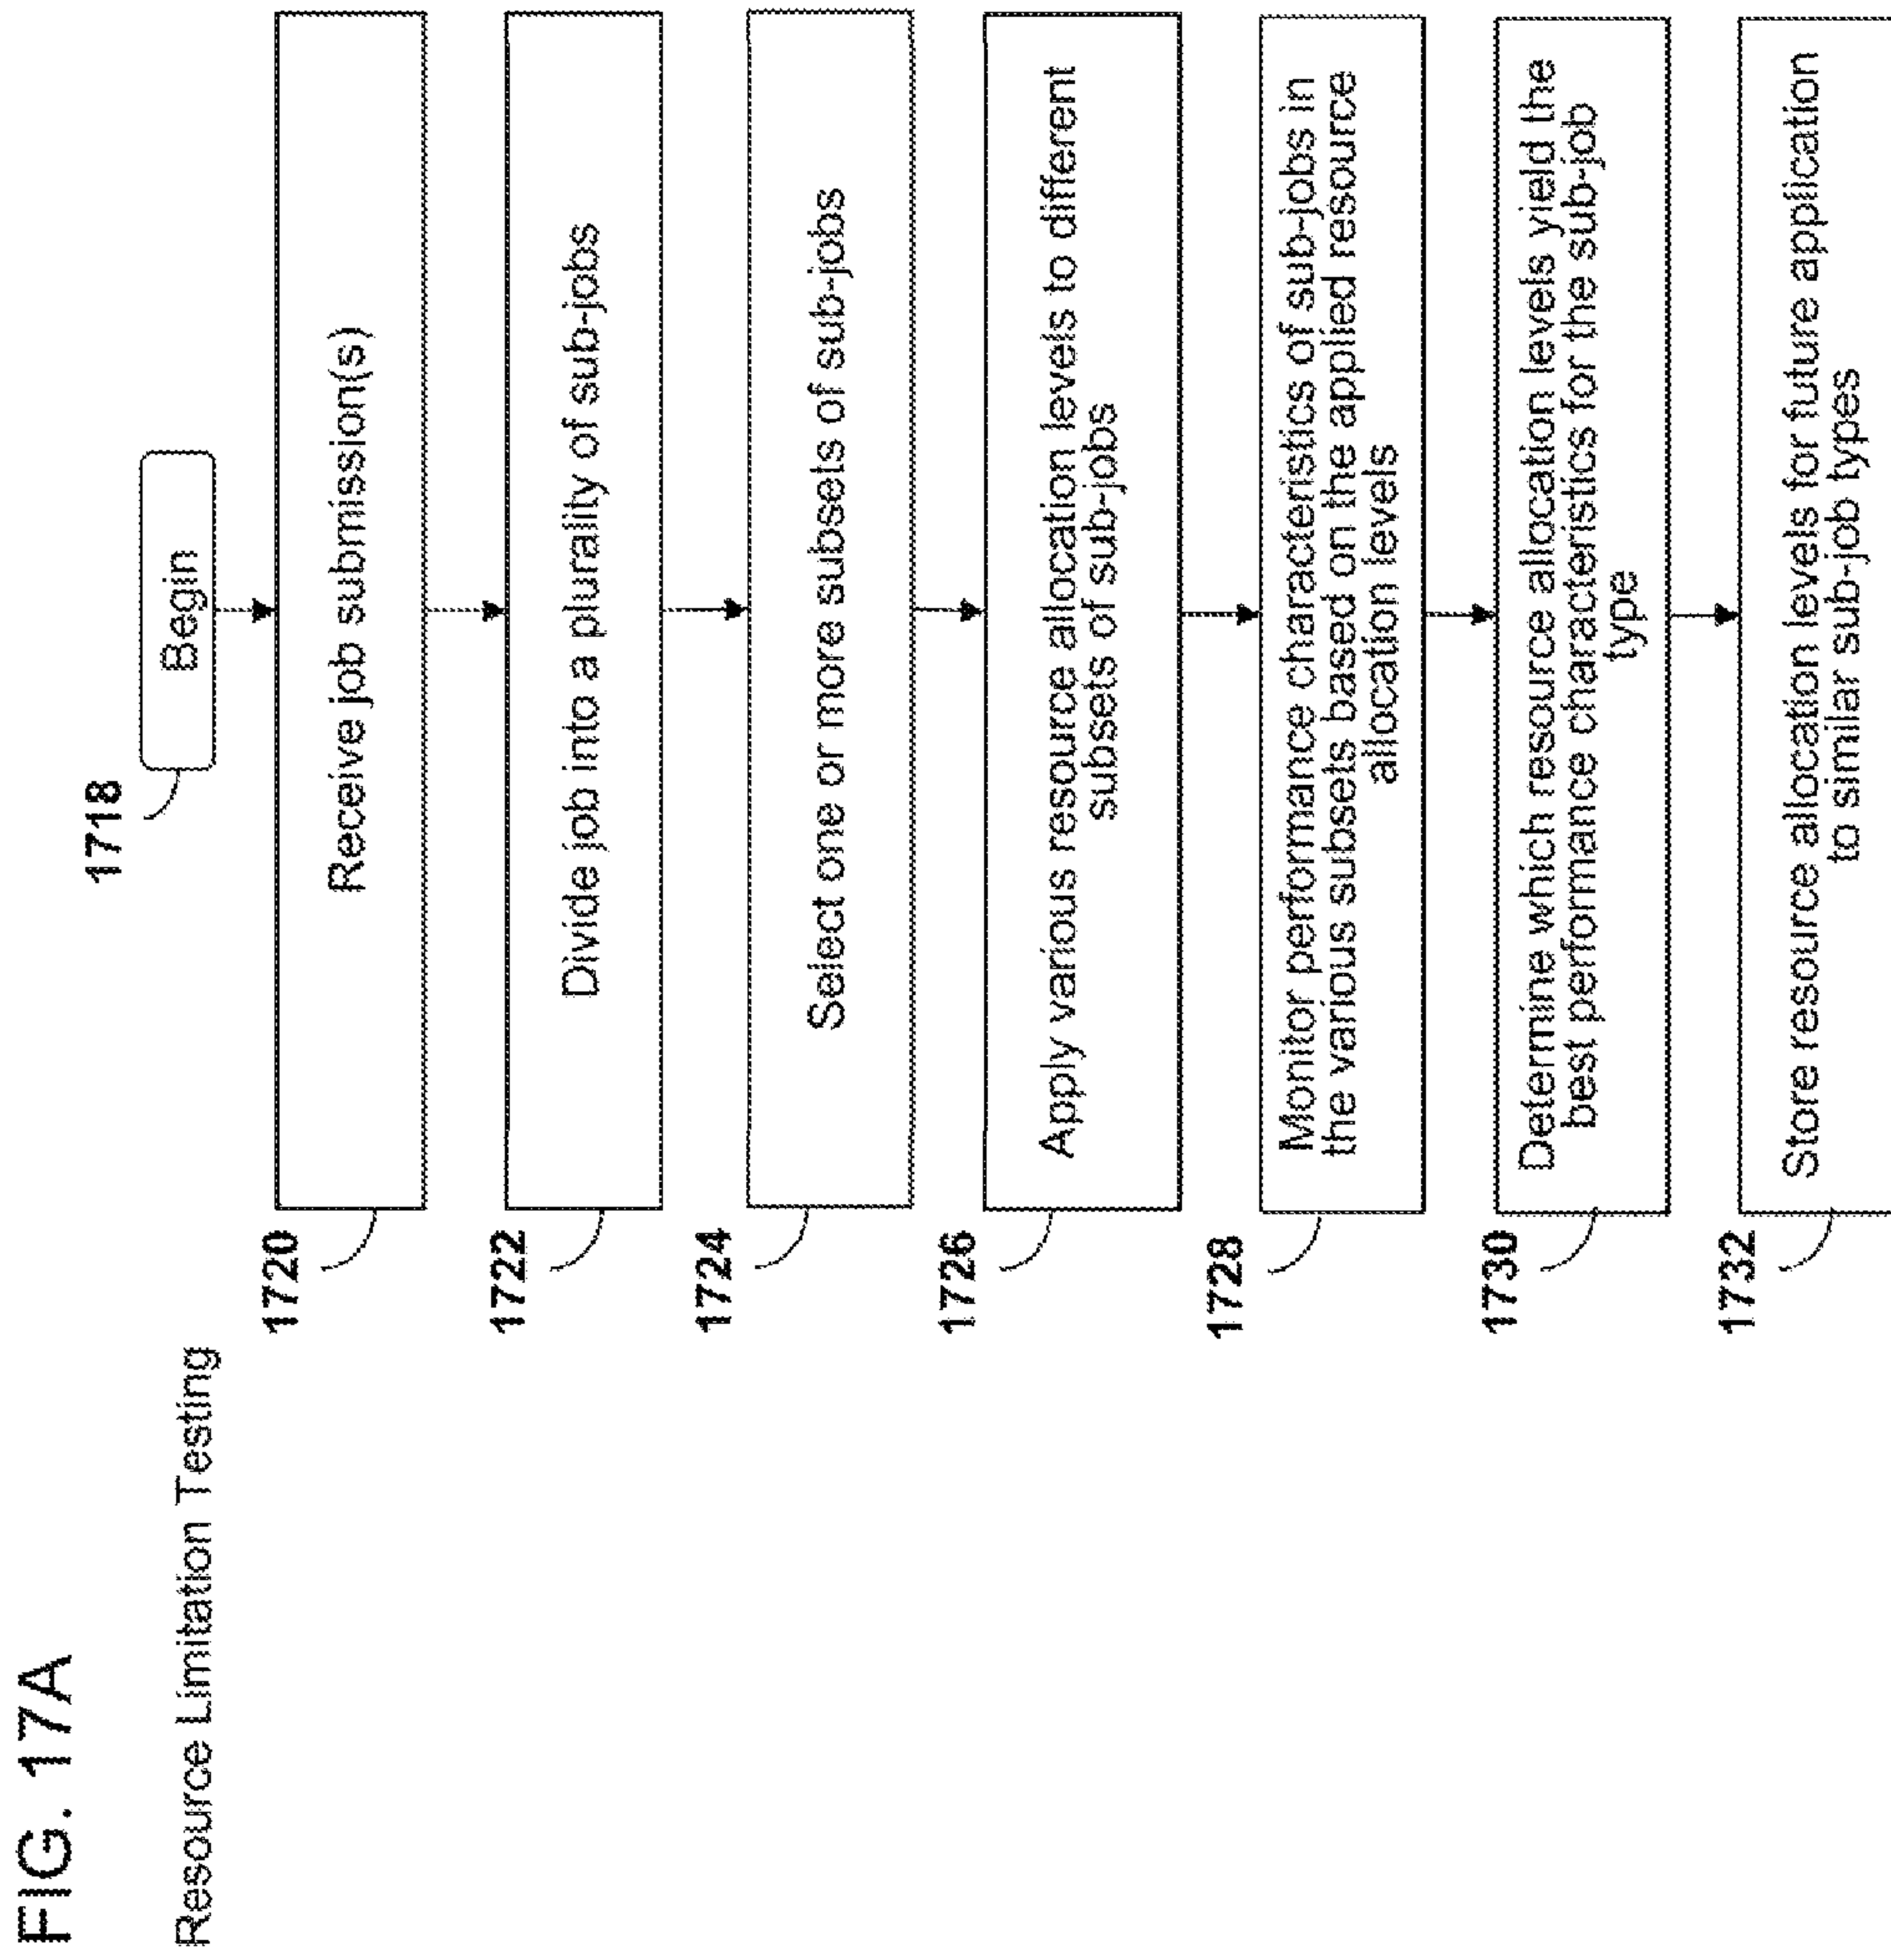 FIG. 17A
Resource Limitation Testing
1718
Begin
1720
Receive job submission(s)
1722
Divide job into a plurality of sub-jobs
1724
Select one or more subsets of sub-jobs
1726
Apply various resource allocation levels to different
subsets of sub-jobs
1728
Monitor performance characteristics of sub-jobs in
the various subsets based on the applied resource
allocation levels
1730
Determine which resource allocation levels yield the
best performance characteristics for the sub-job
type
1732
Store resource allocation levels for future application
to similar sub-job types